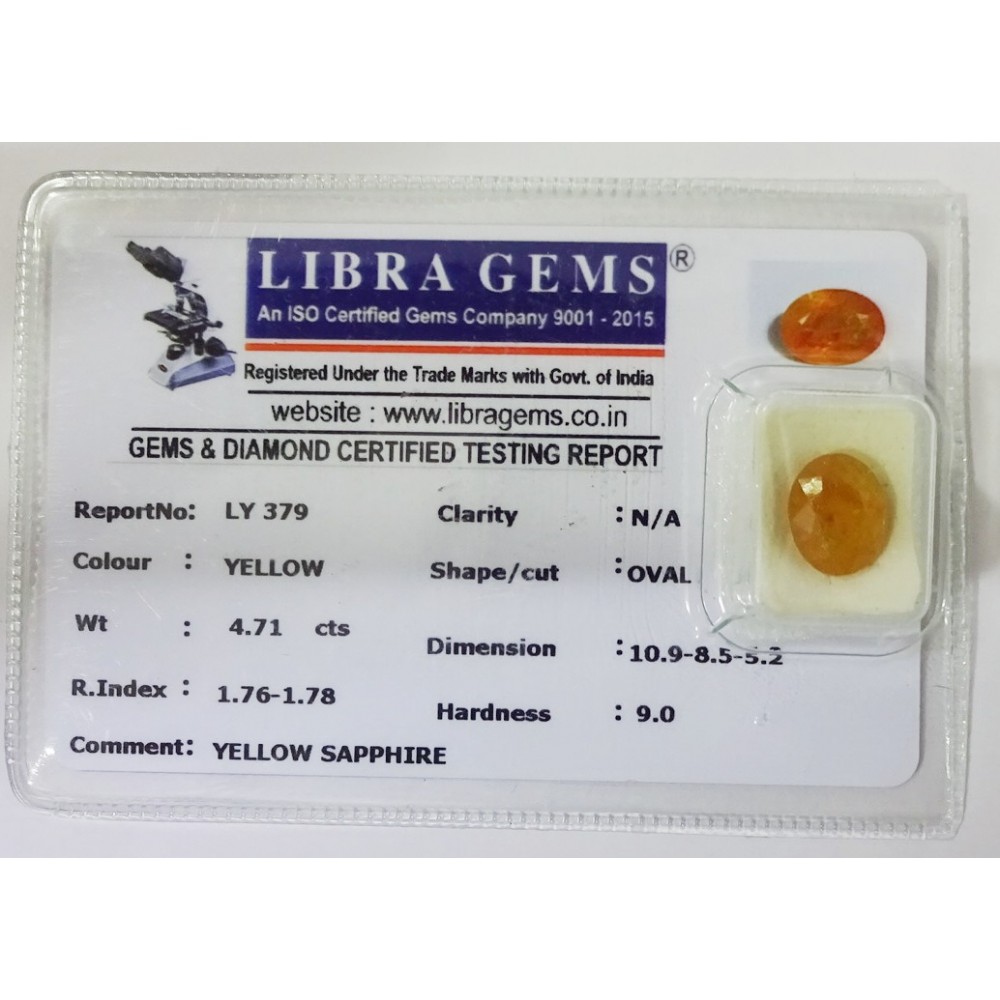 LIBRA GEMS ®
An ISO Certified Gems Company 9001 - 2015
Registered Under the Trade Marks with Govt. of India
website : www.libragems.co.in
GEMS & DIAMOND CERTIFIED TESTING REPORT
ReportNo: LY 379 Clarity : N/A
Colour : YELLOW Shape/cut : OVAL
Wt : 4.71 cts Dimension : 10.9-8.5-5.2
R.Index : 1.76-1.78 Hardness : 9.0
Comment: YELLOW SAPPHIRE